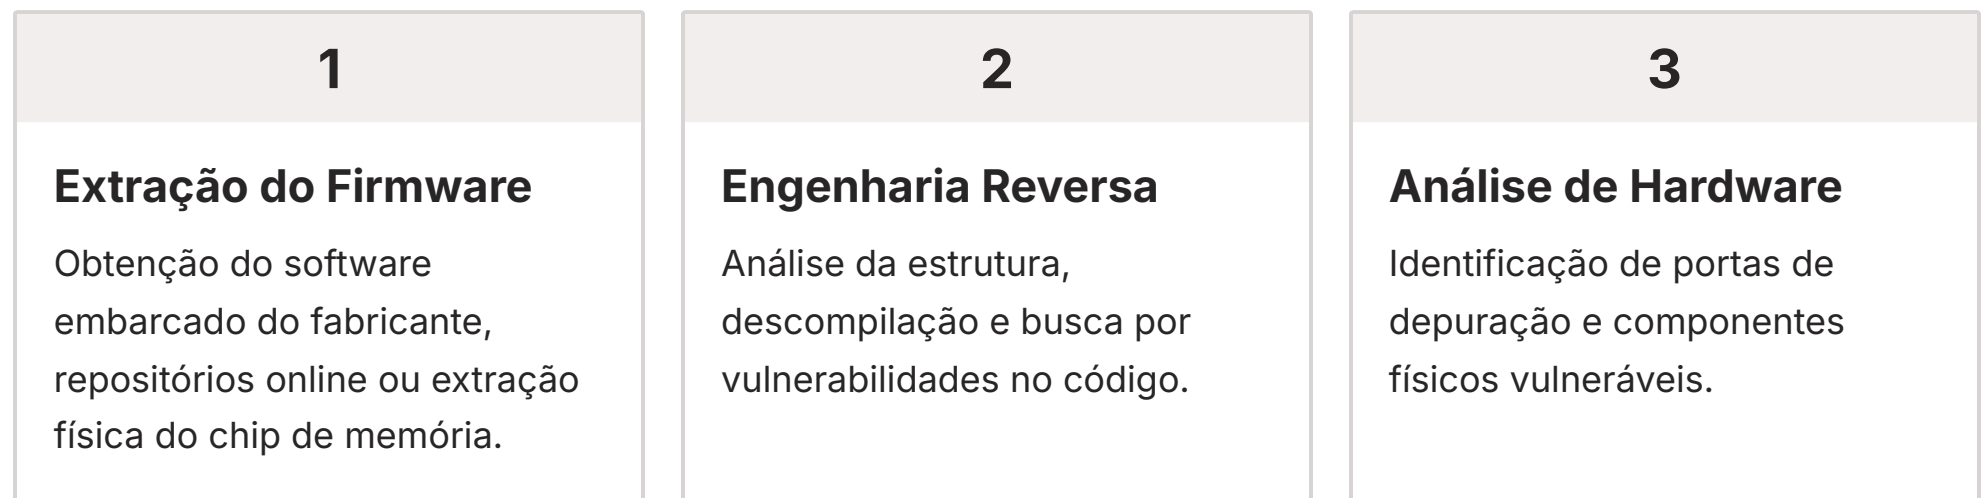 1
Extração do Firmware
Obtenção do software
embarcado do fabricante,
repositórios online ou extração
física do chip de memória.
2
Engenharia Reversa
Análise da estrutura,
descompilação e busca por
vulnerabilidades no código.
3
Análise de Hardware
Identificação de portas de
depuração e componentes
físicos vulneráveis.